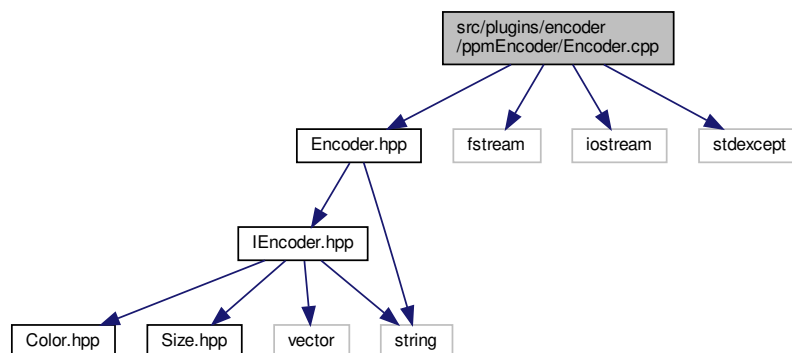 src/plugins/encoder
/ppmEncoder/Encoder.cpp
Encoder.hpp
fstream
iostream
stdexcept
IEncoder.hpp
Color.hpp
Size.hpp
vector
string